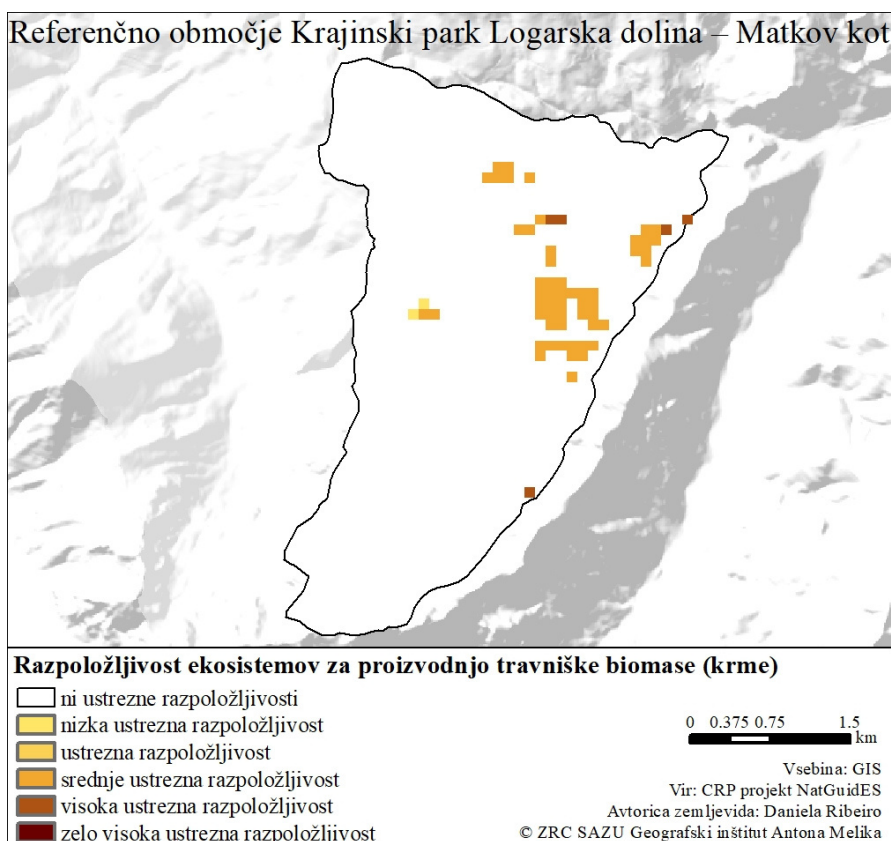 Referenčno območje Krajinski park Logarska dolina – Matkov kot
Razpoložljivost ekosistemov za proizvodnjo travniške biomase (krme)
ni ustrezne razpoložljivosti
nizka ustrezna razpoložljivost
ustrezna razpoložljivost
srednje ustrezna razpoložljivost
visoka ustrezna razpoložljivost
zelo visoka ustrezna razpoložljivost
0 0.375 0.75 1.5
km
Vsebina: GIS
Vir: CRP projekt NatGuidES
Avtorica zemljevida: Daniela Ribeiro
© ZRC SAZU Geografski inštitut Antona Melika